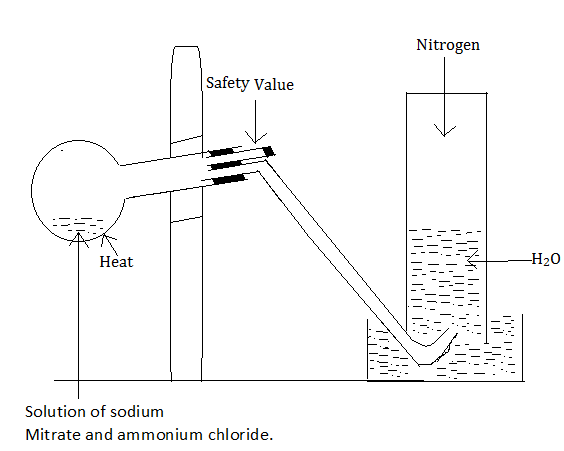 Nitrogen
Safety Value
H2O
Heat
Solution of sodium
Mitrate and ammonium chloride.